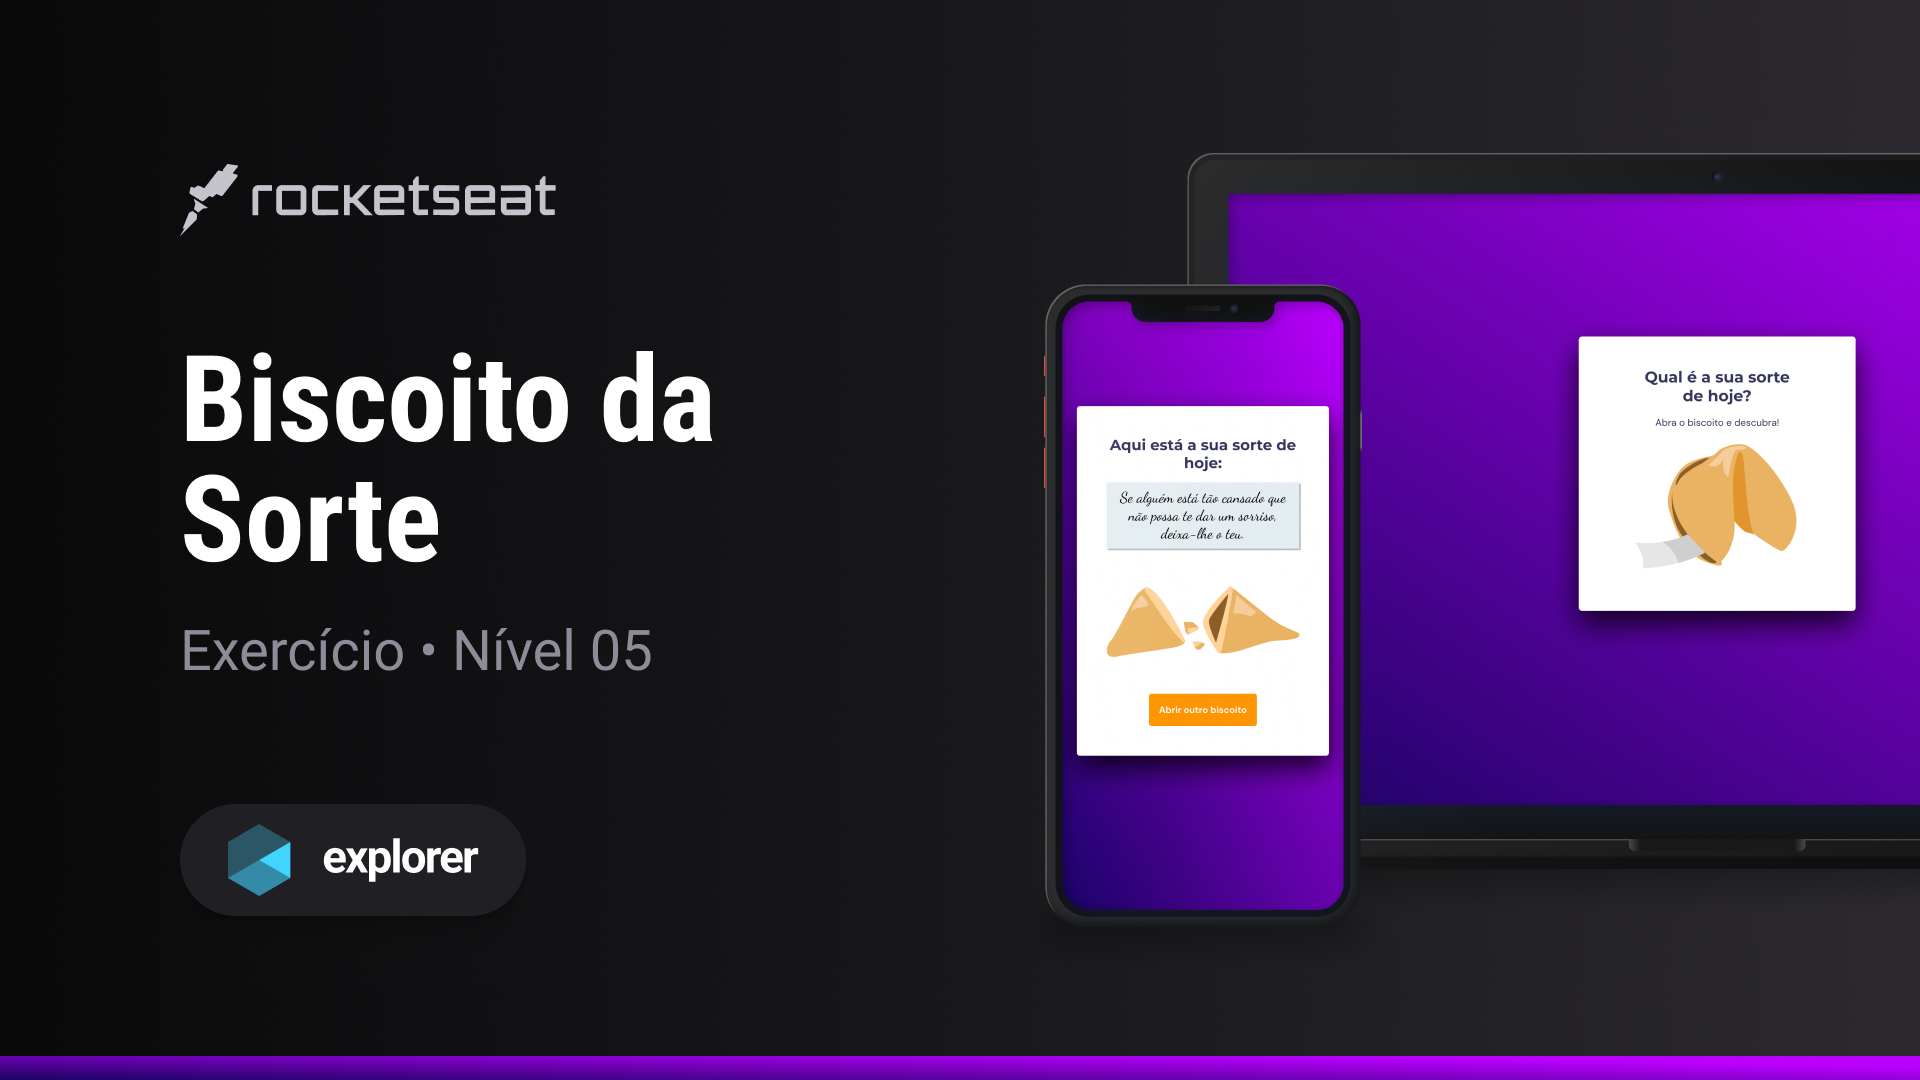 rocketseat
Biscoito da
Sorte
Exercício • Nível 05
explorer
Aqui está a sua sorte de
hoje:
Se alguém está tão cansado que
não possa te dar um sorriso,
deixa-lhe o teu.
Abrir outro biscoito
Qual é a sua sorte
de hoje?
Abra o biscoito e descubra!